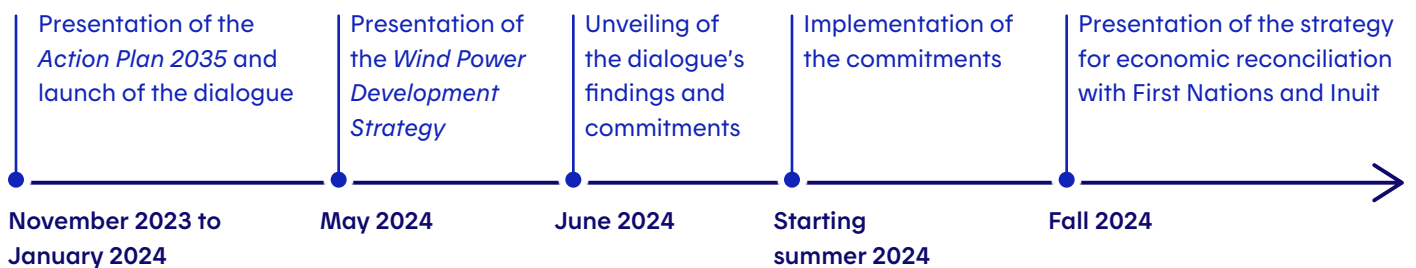 Presentation of the
Action Plan 2035 and
launch of the dialogue
Presentation of
the Wind Power
Development
Strategy
Unveiling of
the dialogue's
findings and
commitments
Implementation of
the commitments
Presentation of the strategy
for economic reconciliation
with First Nations and Inuit
November 2023 to
January 2024
May 2024
June 2024
Starting
summer 2024
Fall 2024